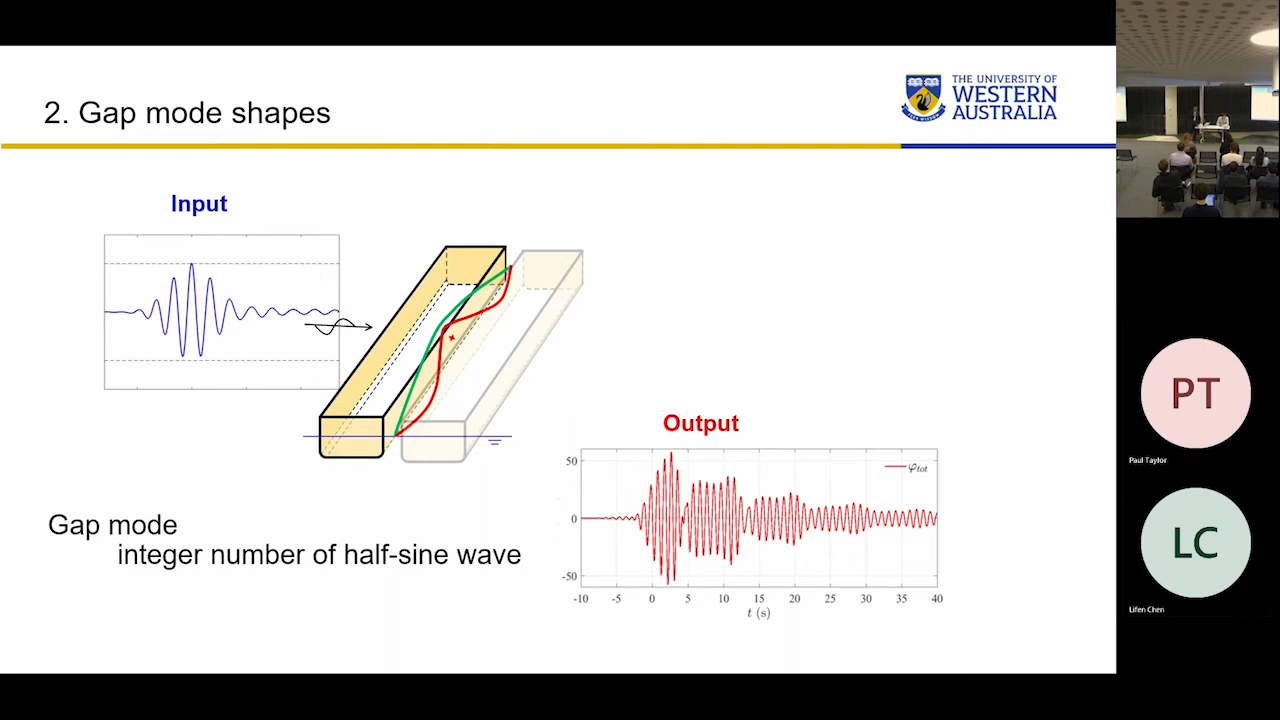 2. Gap mode shapes
THE UNIVERSITY OF
WESTERN
AUSTRALIA
Input
Output
φtot
50
0
-50
-10 -5 0 5 10 15 20 25 30 35 40
t (s)
Gap mode
integer number of half-sine wave
PT
Paul Taylor
LC
Lifen Chen